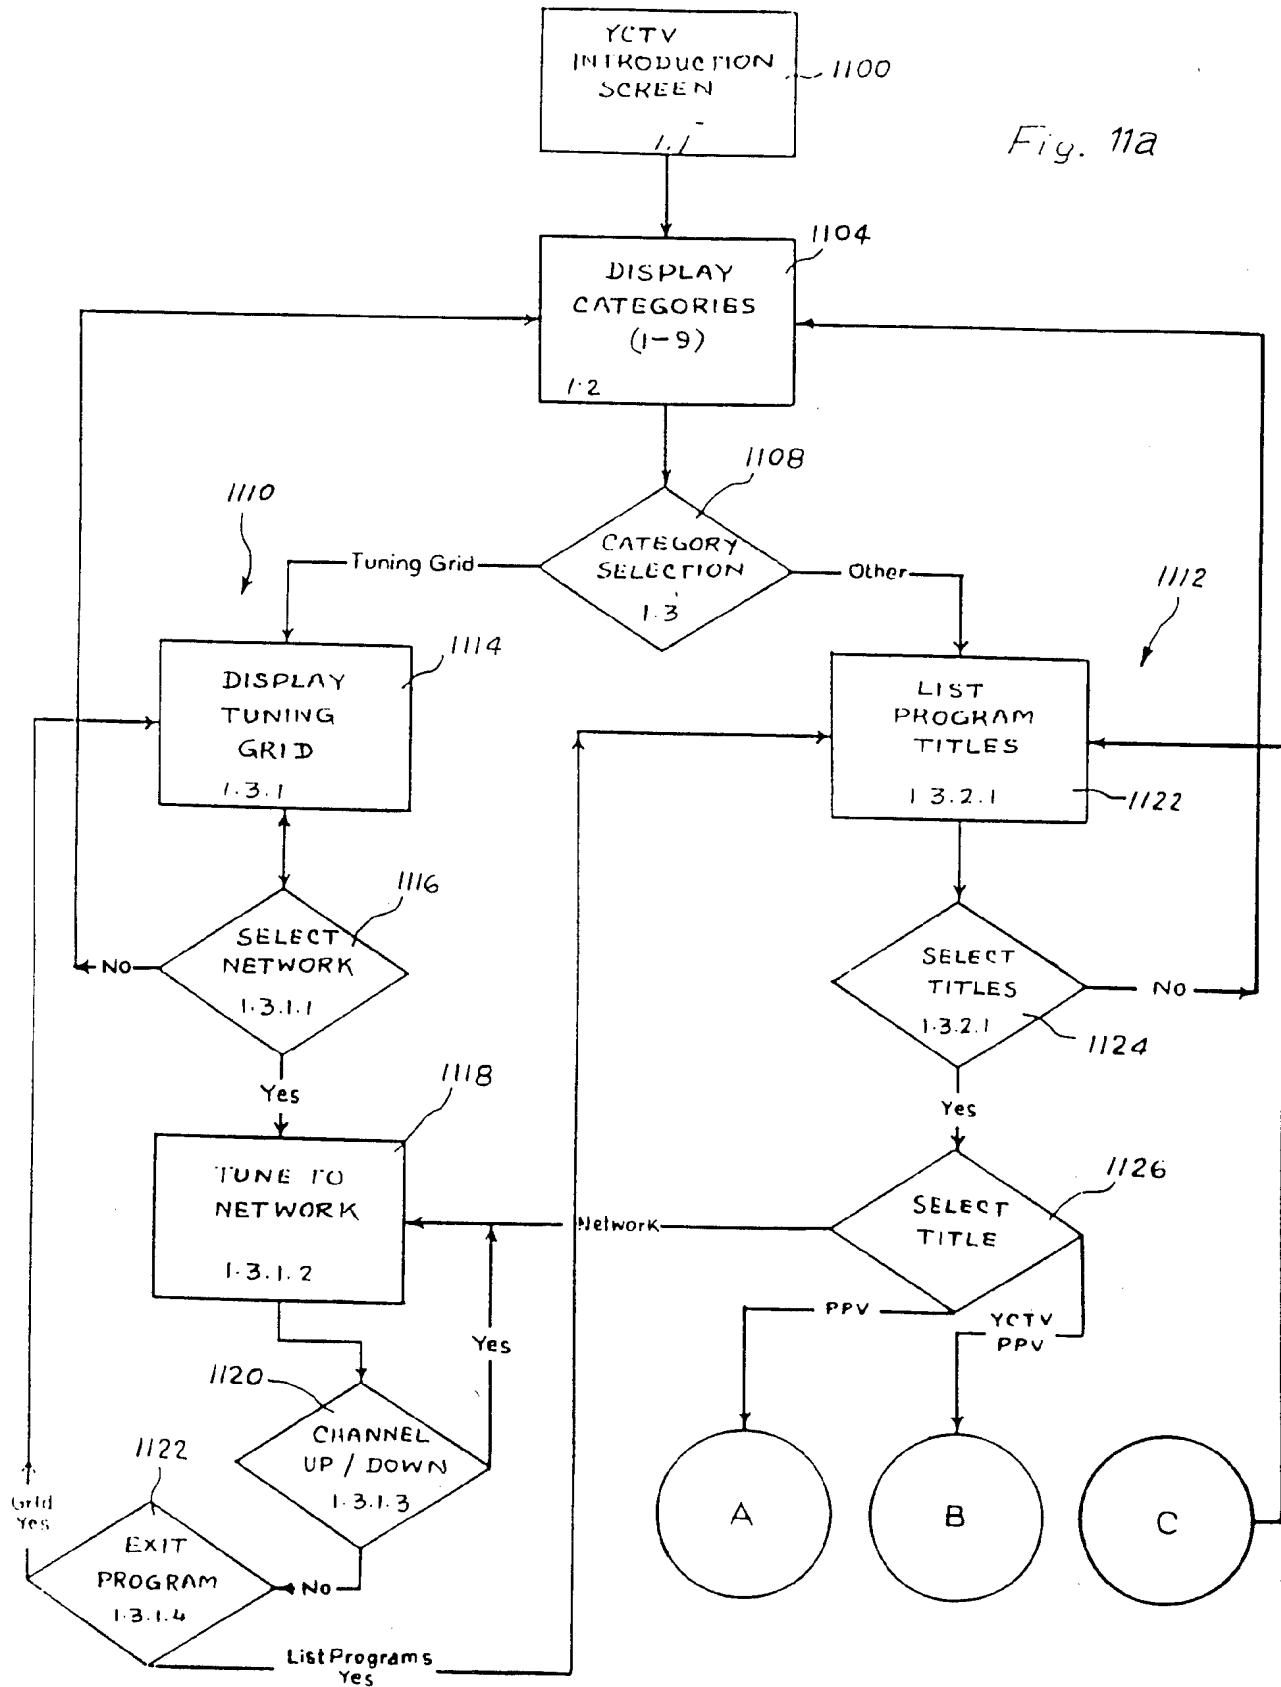 YCTV
INTRODUCTION
SCREEN
1.1
1100
Fig. 11a
1104
DISPLAY
CATEGORIES
(1-9)
1.2
1108
1110
CATEGORY
SELECTION
1.3
Tuning Grid
Other
1112
1114
DISPLAY
TUNING
GRID
1.3.1
LIST
PROGRAM
TITLES
1.3.2.1
1122
1116
SELECT
NETWORK
1.3.1.1
No
SELECT
TITLES
1.3.2.1
NO
1124
Yes
Yes
1118
TUNE TO
NETWORK
1.3.1.2
1126
SELECT
TITLE
Network
PPV
YCTV
PPV
Yes
1120
CHANNEL
UP / DOWN
1.3.1.3
1122
Grid
Yes
EXIT
PROGRAM
1.3.1.4
No
A
B
C
List Programs
Yes